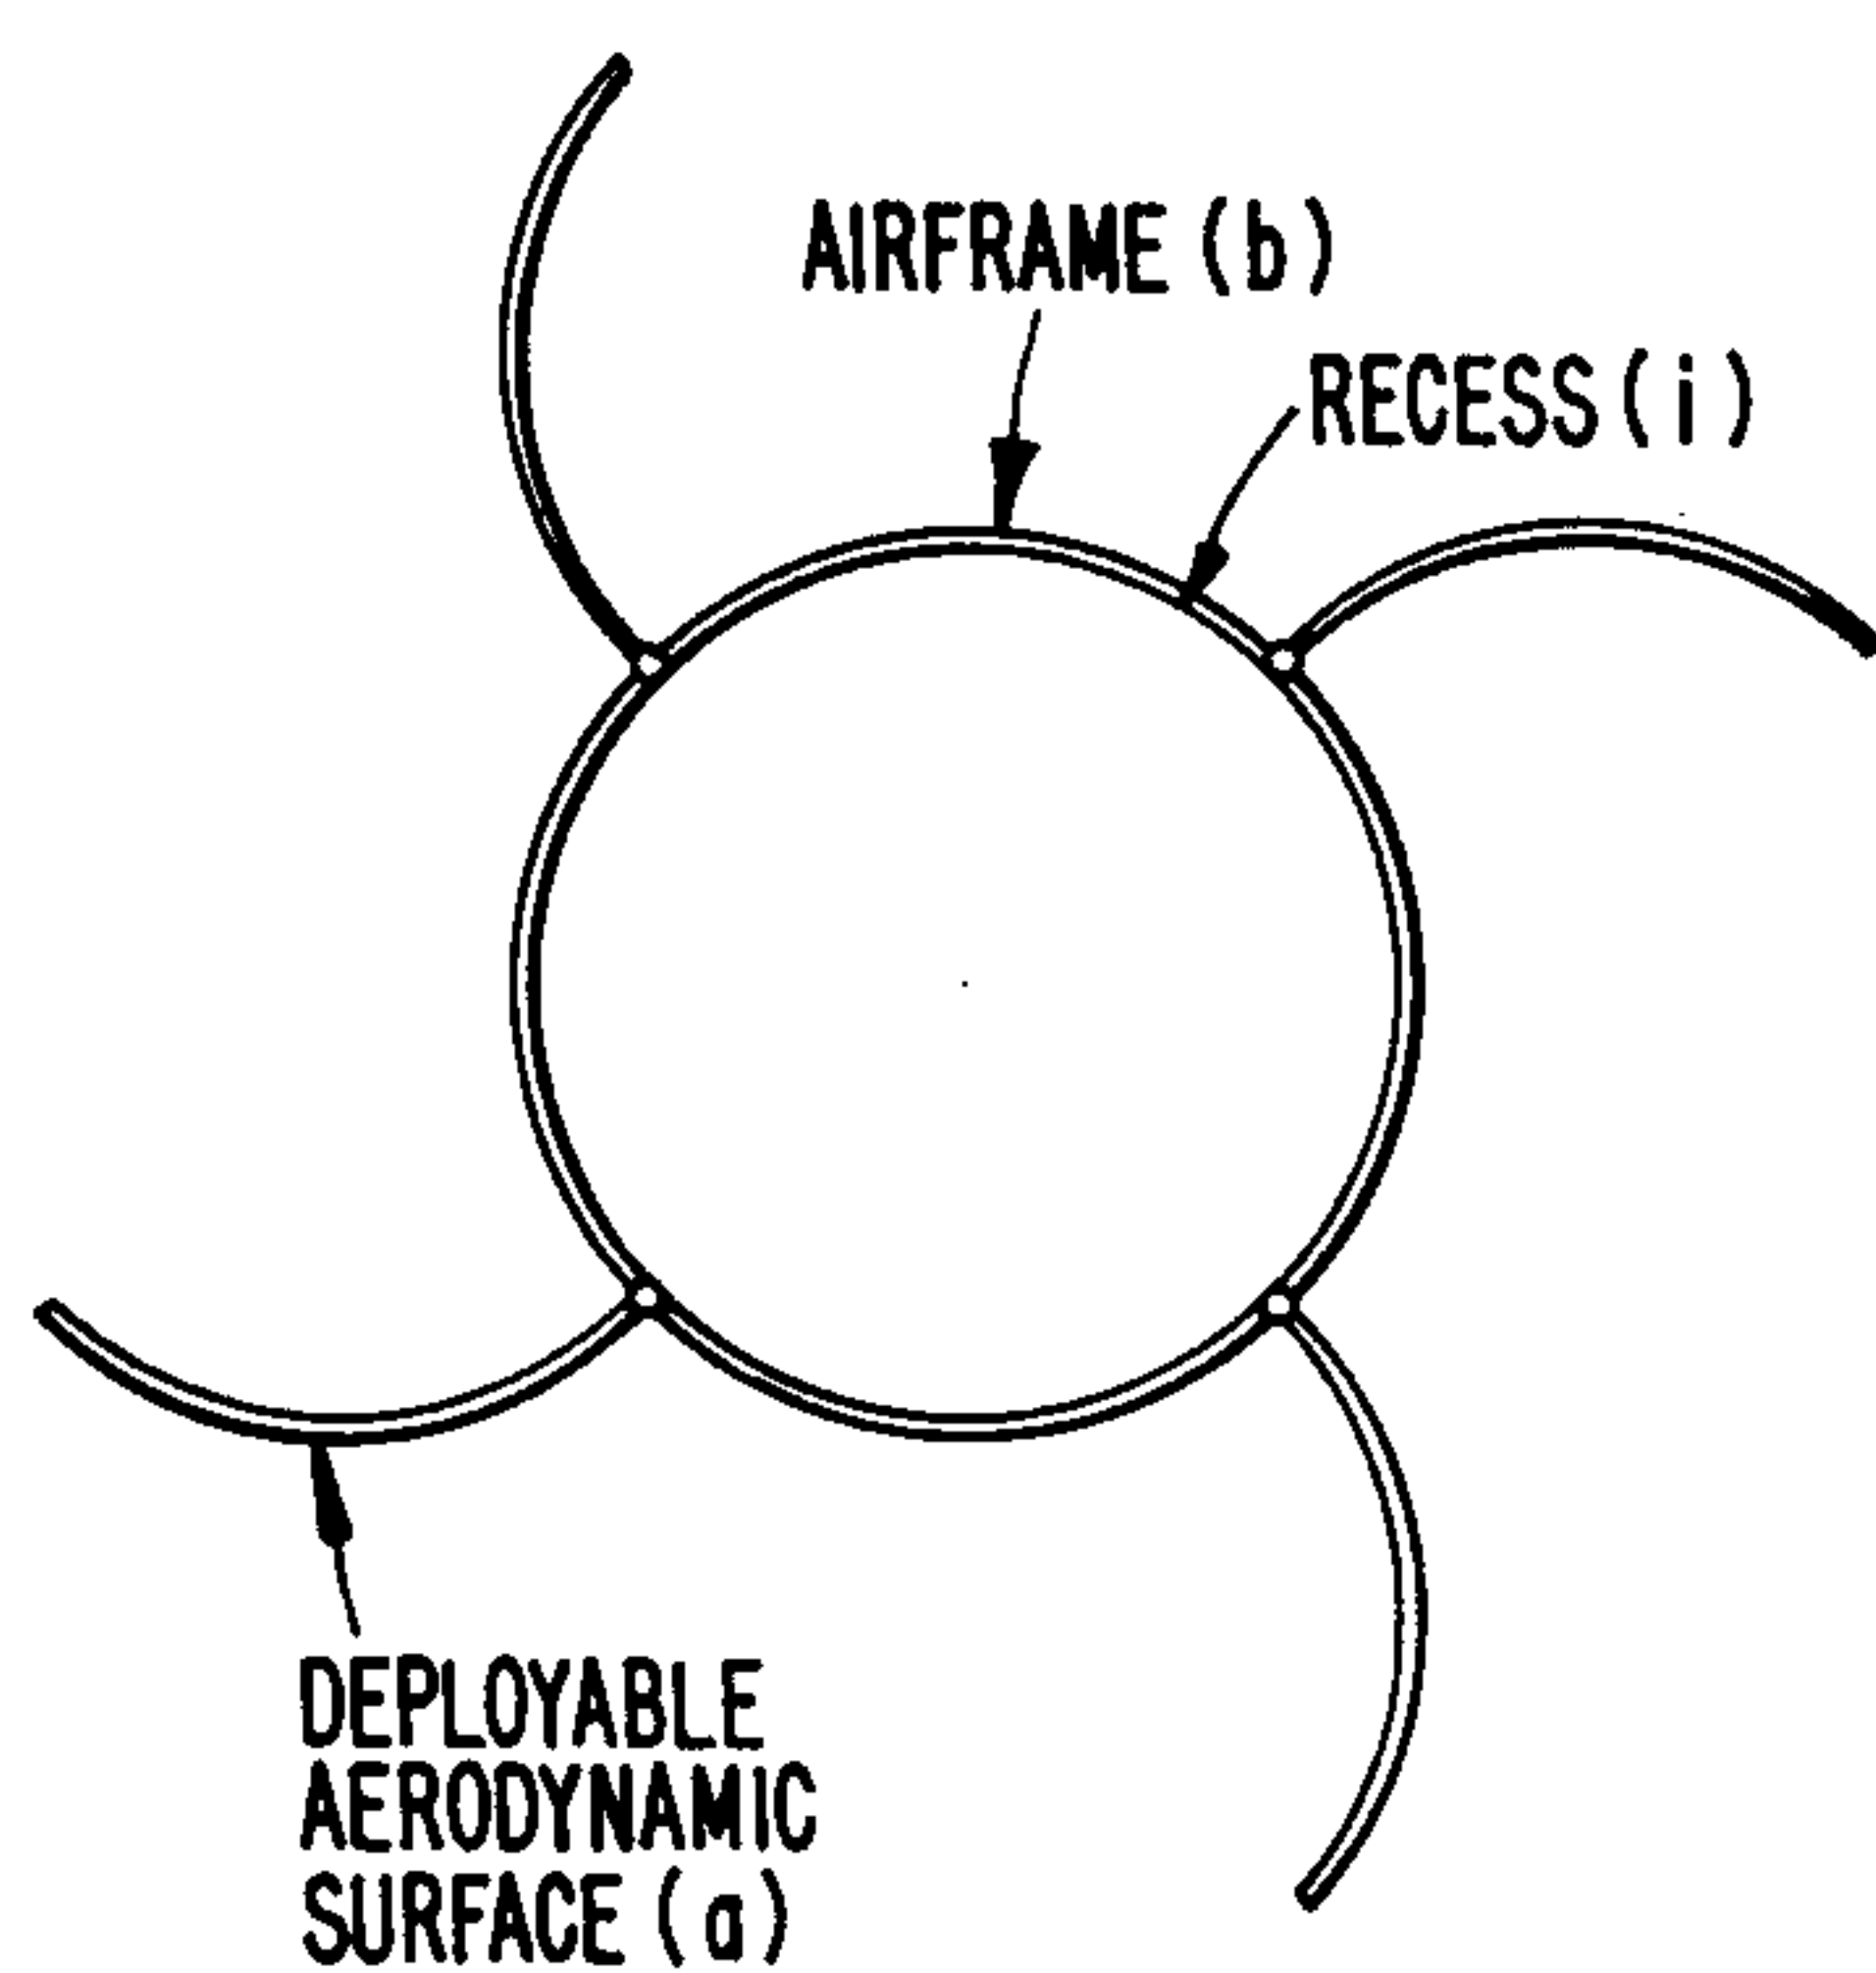 AIRFRAME (b)
RECESS (i)
DEPLOYABLE
AERODYNAMIC
SURFACE (a)